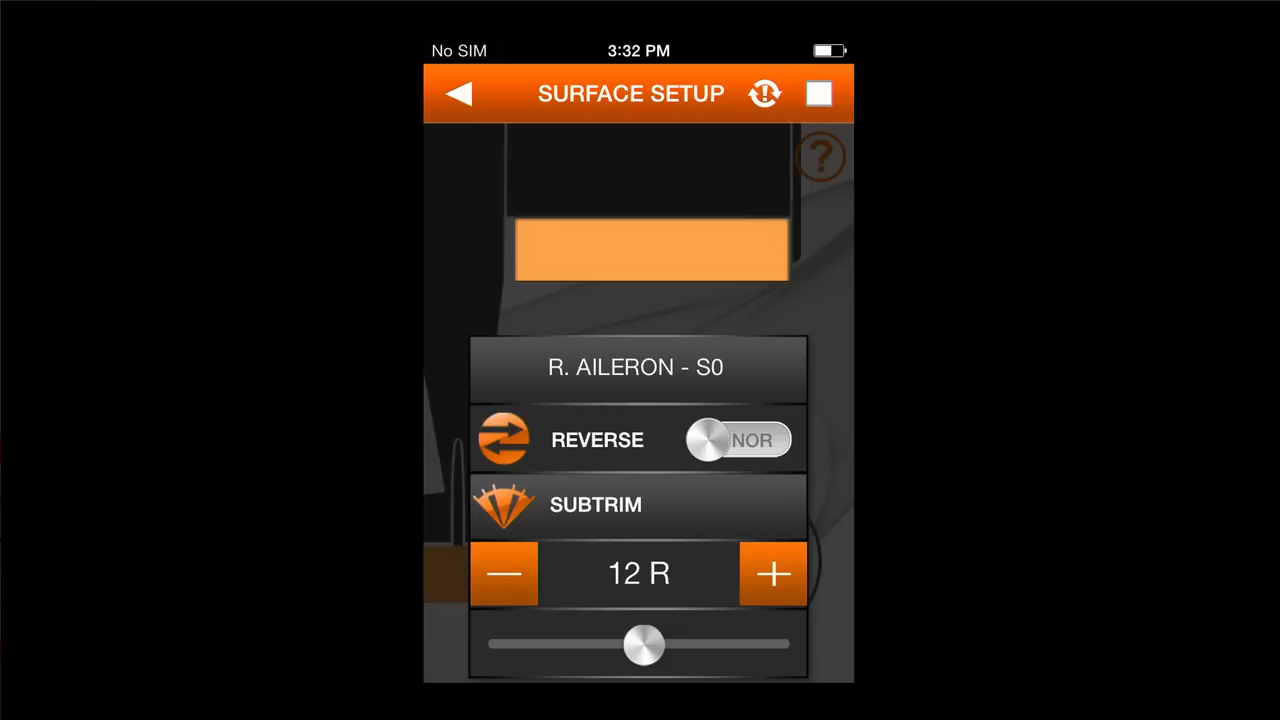 No SIM 3:32 PM
SURFACE SETUP
?
R. AILERON - S0
REVERSE NOR
SUBTRIM
— 12 R +